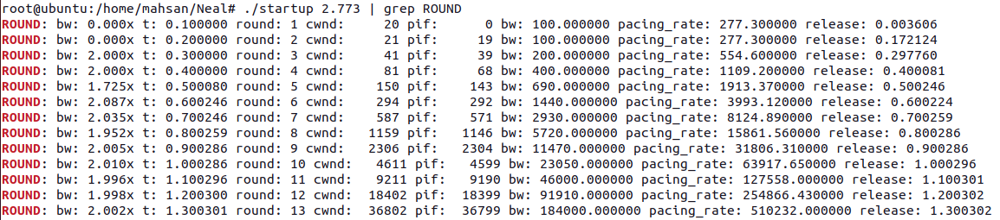 root@ubuntu:/home/mahsan/Neal# ./startup 2.773 | grep ROUND
ROUND: bw: 0.000x t: 0.100000 round: 1 cwnd:     20 pif:      0 bw: 100.000000 pacing_rate: 277.300000 release: 0.003606
ROUND: bw: 0.000x t: 0.200000 round: 2 cwnd:     21 pif:     19 bw: 100.000000 pacing_rate: 277.300000 release: 0.172124
ROUND: bw: 2.000x t: 0.300000 round: 3 cwnd:     41 pif:     39 bw: 200.000000 pacing_rate: 554.600000 release: 0.297760
ROUND: bw: 2.000x t: 0.400000 round: 4 cwnd:     81 pif:     68 bw: 400.000000 pacing_rate: 1109.200000 release: 0.400081
ROUND: bw: 1.725x t: 0.500080 round: 5 cwnd:    150 pif:    143 bw: 690.000000 pacing_rate: 1913.370000 release: 0.500246
ROUND: bw: 2.087x t: 0.600246 round: 6 cwnd:    294 pif:    292 bw: 1440.000000 pacing_rate: 3993.120000 release: 0.600224
ROUND: bw: 2.035x t: 0.700246 round: 7 cwnd:    587 pif:    571 bw: 2930.000000 pacing_rate: 8124.890000 release: 0.700259
ROUND: bw: 1.952x t: 0.800259 round: 8 cwnd:   1159 pif:   1146 bw: 5720.000000 pacing_rate: 15861.560000 release: 0.800286
ROUND: bw: 2.005x t: 0.900286 round: 9 cwnd:   2306 pif:   2304 bw: 11470.000000 pacing_rate: 31806.310000 release: 0.900286
ROUND: bw: 2.010x t: 1.000286 round: 10 cwnd:   4611 pif:   4599 bw: 23050.000000 pacing_rate: 63917.650000 release: 1.000296
ROUND: bw: 1.996x t: 1.100296 round: 11 cwnd:   9211 pif:   9190 bw: 46000.000000 pacing_rate: 127558.000000 release: 1.100301
ROUND: bw: 1.998x t: 1.200300 round: 12 cwnd:  18402 pif:  18399 bw: 91910.000000 pacing_rate: 254866.430000 release: 1.200302
ROUND: bw: 2.002x t: 1.300301 round: 13 cwnd:  36802 pif:  36799 bw: 184000.000000 pacing_rate: 510232.000000 release: 1.300302